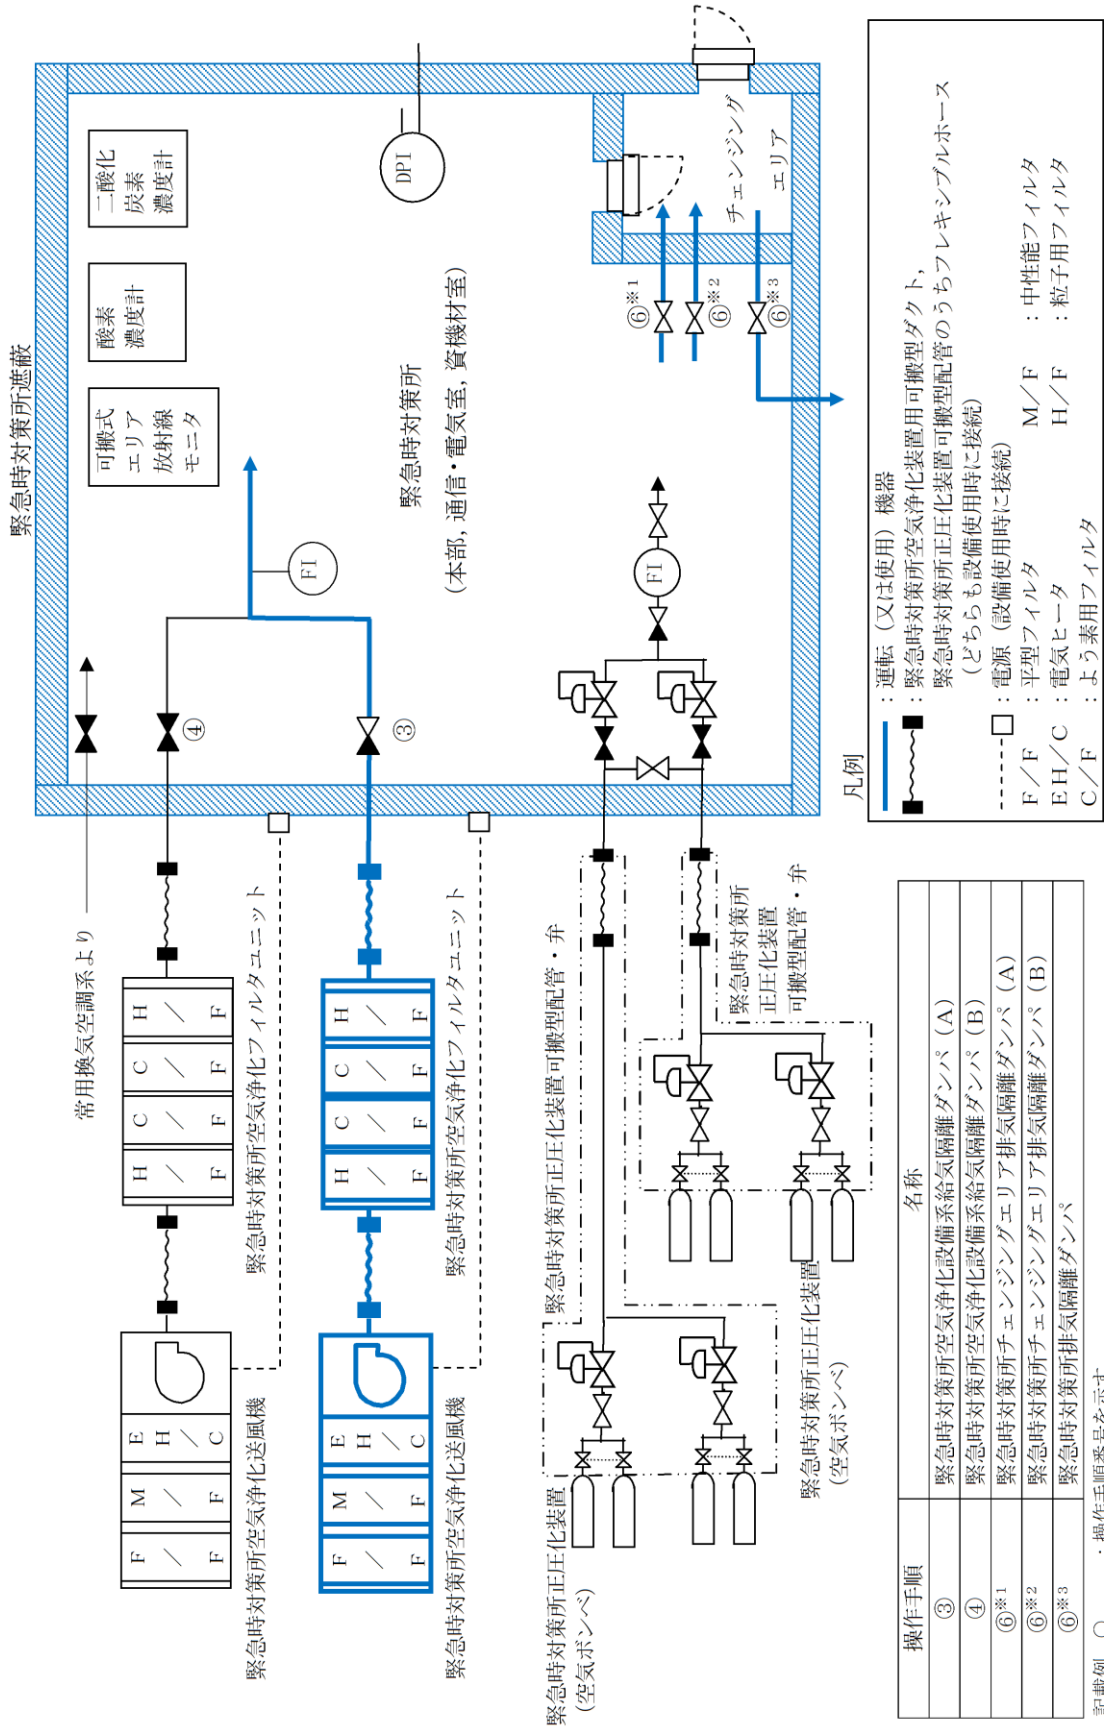 緊急時対策所遮蔽
二酸化
炭素
濃度計
酸素
濃度計
可搬式
エリア
放射線
モニタ
DPI
緊急時対策所
(本部, 通信・電気室, 資機材室)
FI
④
③
常用換気空調系より
チェンジング
エリア
⑥※1
⑥※2
⑥※3
FI
H/F
C/F
C/F
H/F
緊急時対策所空気浄化フィルタユニット
H/F
C/F
C/F
H/F
緊急時対策所空気浄化フィルタユニット
F/F
M/F
EH/C
緊急時対策所空気浄化送風機
F/F
M/F
EH/C
緊急時対策所空気浄化送風機
緊急時対策所正圧化装置可搬型配管・弁
緊急時対策所
正圧化装置
可搬型配管・弁
緊急時対策所正圧化装置
(空気ボンベ)
緊急時対策所正圧化装置
(空気ボンベ)
凡例
：運転（又は使用）機器
：緊急時対策所空気浄化装置用可搬型ダクト,
緊急時対策所正圧化装置可搬型配管のうちフレキシブルホース
（どちらも設備使用時に接続）
：電源（設備使用時に接続）
F/F ：平型フィルタ M/F ：中性能フィルタ
EH/C ：電気ヒータ H/F ：粒子用フィルタ
C/F ：よう素用フィルタ
操作手順 名称
③ 緊急時対策所空気浄化設備系給気隔離ダンパ（A）
④ 緊急時対策所空気浄化設備系給気隔離ダンパ（B）
⑥※1 緊急時対策所チェンジングエリア排気隔離ダンパ（A）
⑥※2 緊急時対策所チェンジングエリア排気隔離ダンパ（B）
⑥※3 緊急時対策所排気隔離ダンパ
記載例 ○ ：操作手順番号を示す